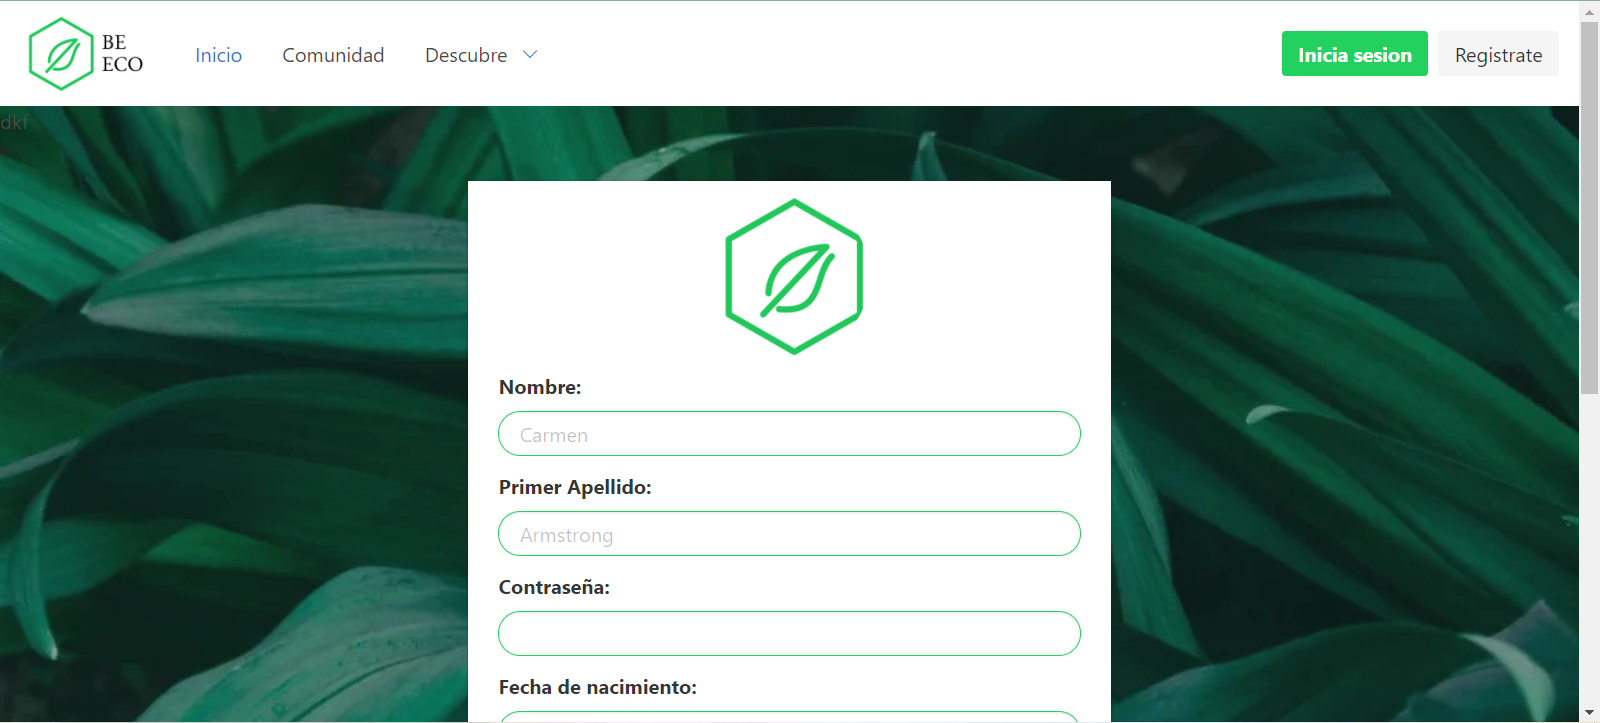 BE
ECO
Inicio
Comunidad
Descubre
Inicia sesion
Registrate
dkf
Nombre:
Carmen
Primer Apellido:
Armstrong
Contraseña:
Fecha de nacimiento: